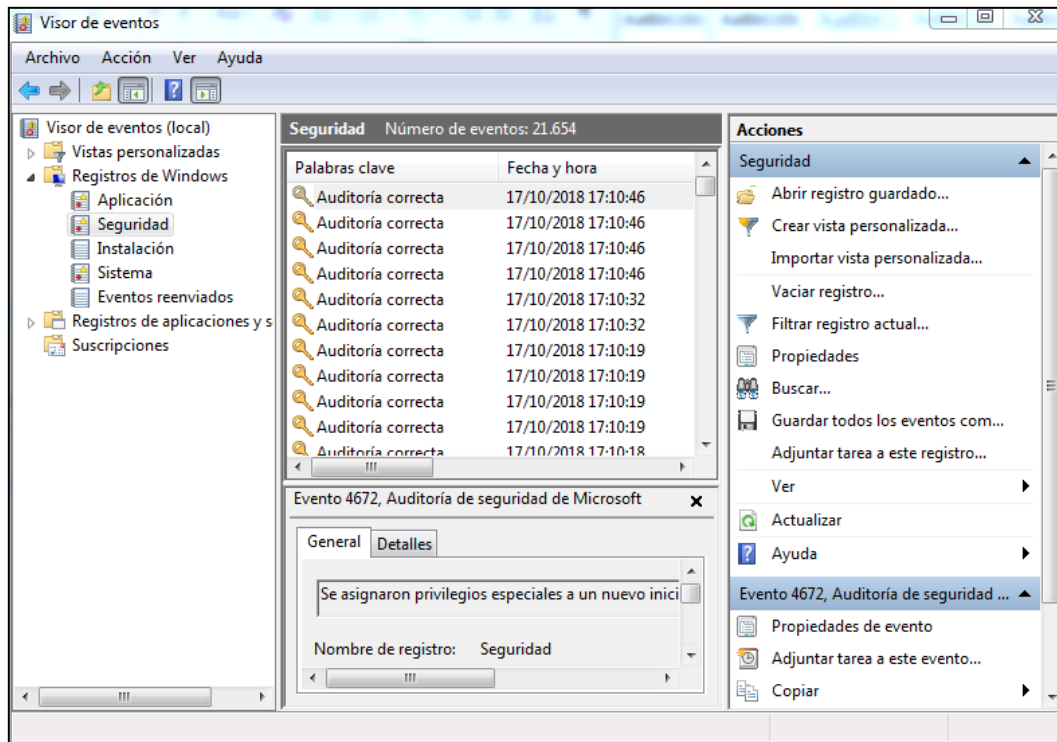 Visor de eventos
Archivo Acción Ver Ayuda
Visor de eventos (local)
Vistas personalizadas
Registros de Windows
Aplicación
Seguridad
Instalación
Sistema
Eventos reenviados
Registros de aplicaciones y s
Suscripciones
Seguridad Número de eventos: 21.654
Palabras clave Fecha y hora
Auditoría correcta 17/10/2018 17:10:46
Auditoría correcta 17/10/2018 17:10:46
Auditoría correcta 17/10/2018 17:10:46
Auditoría correcta 17/10/2018 17:10:46
Auditoría correcta 17/10/2018 17:10:32
Auditoría correcta 17/10/2018 17:10:32
Auditoría correcta 17/10/2018 17:10:19
Auditoría correcta 17/10/2018 17:10:19
Auditoría correcta 17/10/2018 17:10:19
Auditoría correcta 17/10/2018 17:10:19
Auditoría correcta 17/10/2018 17:10:18
Evento 4672, Auditoría de seguridad de Microsoft
General Detalles
Se asignaron privilegios especiales a un nuevo inici
Nombre de registro: Seguridad
Acciones
Seguridad
Abrir registro guardado...
Crear vista personalizada...
Importar vista personalizada...
Vaciar registro...
Filtrar registro actual...
Propiedades
Buscar...
Guardar todos los eventos com...
Adjuntar tarea a este registro...
Ver
Actualizar
Ayuda
Evento 4672, Auditoría de seguridad ...
Propiedades de evento
Adjuntar tarea a este evento...
Copiar